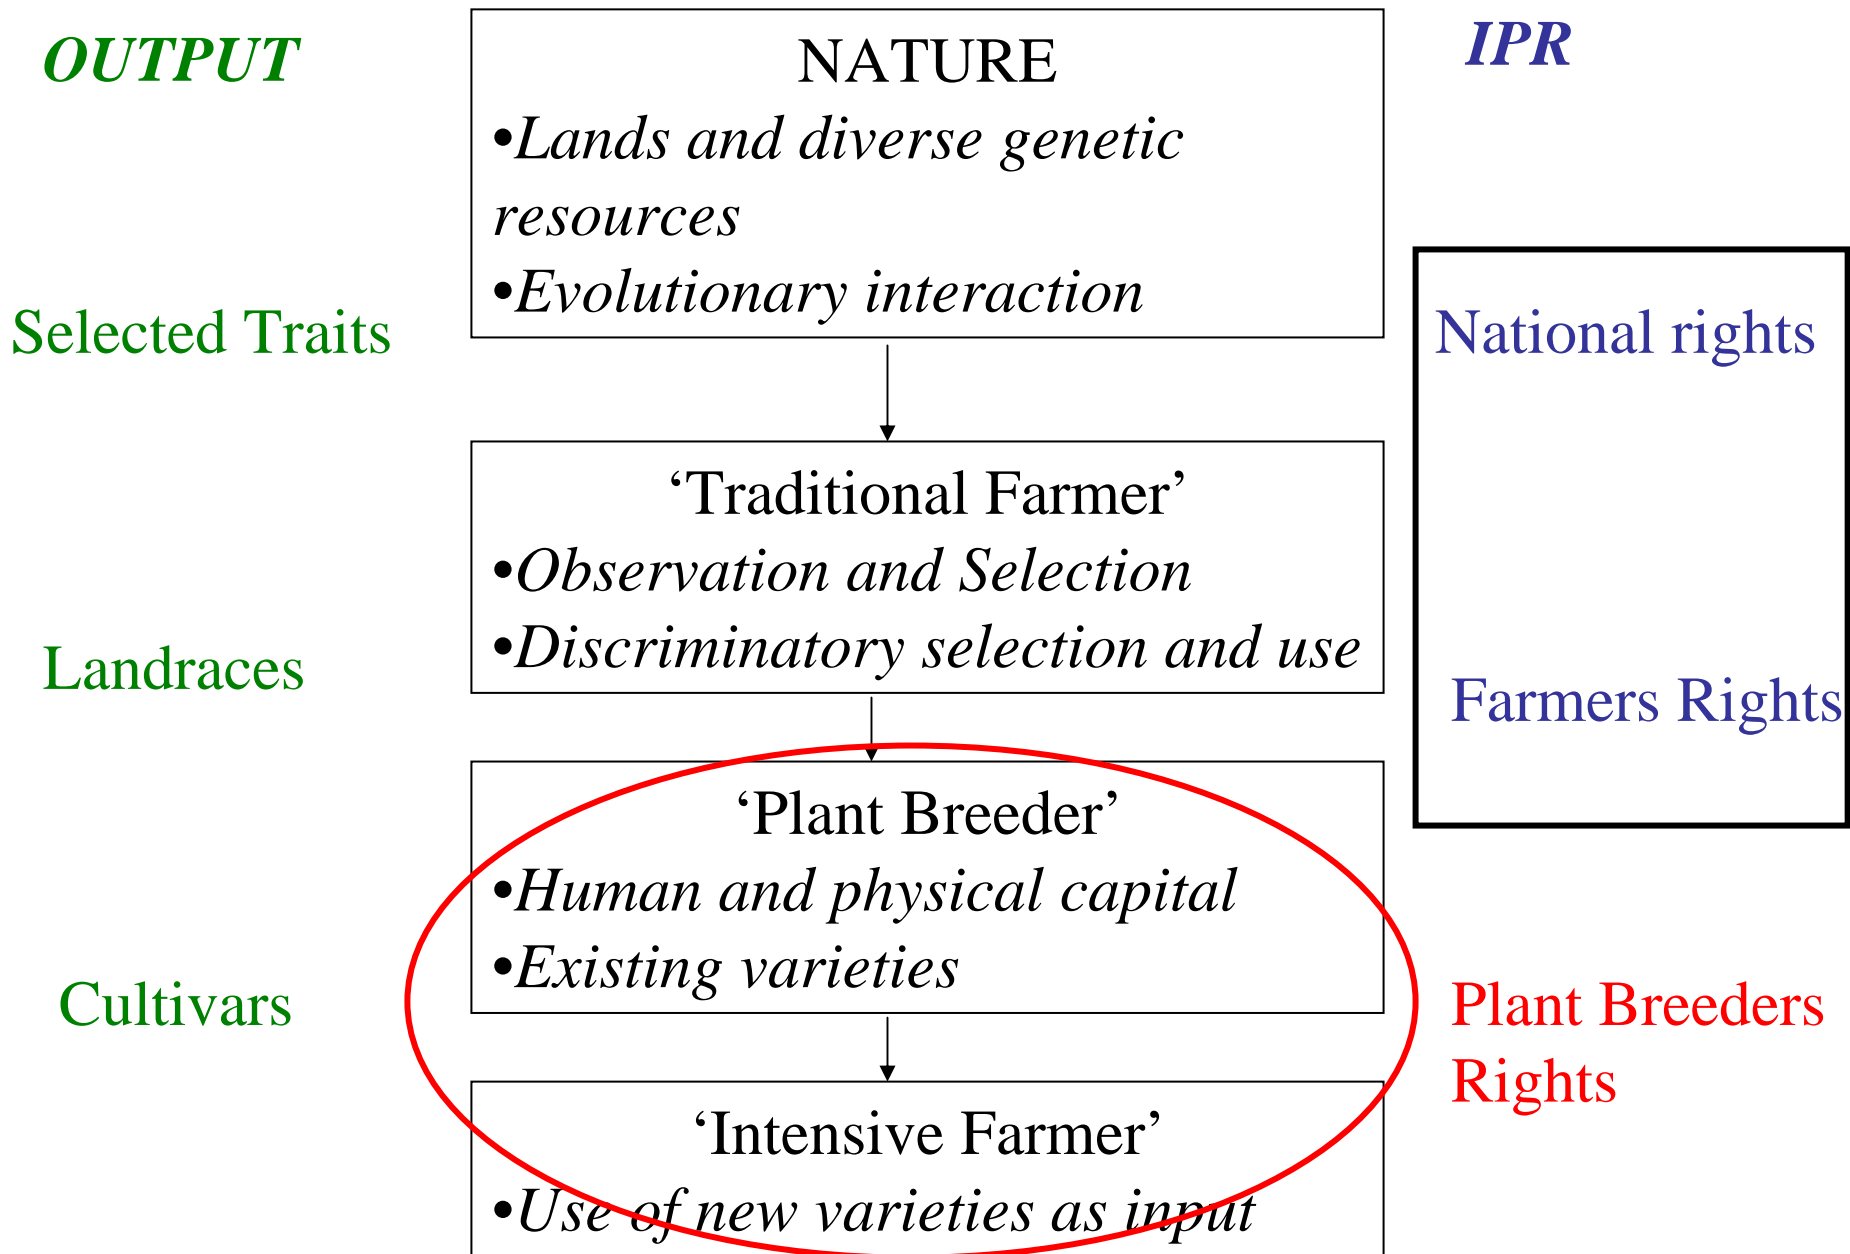 OUTPUT
NATURE
•Lands and diverse genetic
resources
•Evolutionary interaction
IPR
Selected Traits
National rights
‘Traditional Farmer’
•Observation and Selection
•Discriminatory selection and use
Landraces
Farmers Rights
‘Plant Breeder’
•Human and physical capital
•Existing varieties
Cultivars
Plant Breeders
Rights
‘Intensive Farmer’
•Use of new varieties as input